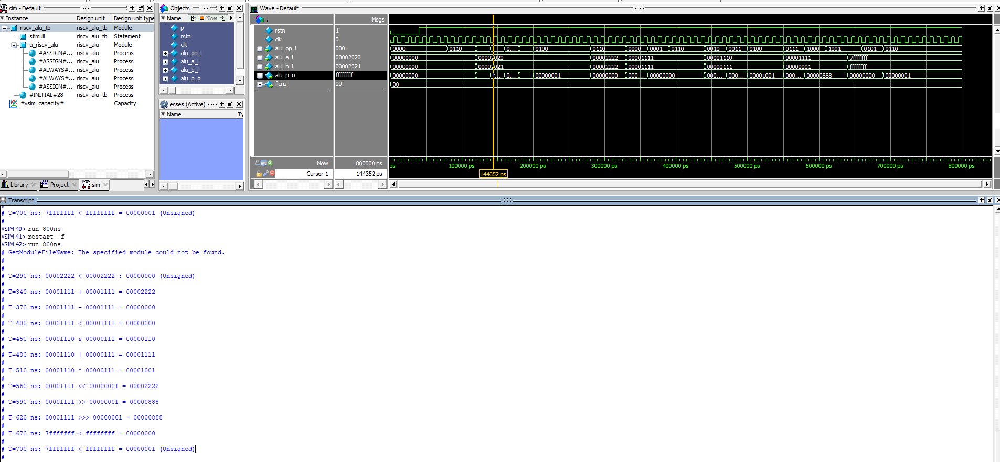 sim - Default
Instance Design unit Design unit type
riscv_alu_tb riscv_alu_tb Module
stimuli riscv_alu_tb Statement
u_riscv_alu riscv_alu Module
#ASSIGN#... riscv_alu Process
#ASSIGN#... riscv_alu Process
#ALWAYS#... riscv_alu Process
#ALWAYS#... riscv_alu Process
#ASSIGN#... riscv_alu Process
#INITIAL#28 riscv_alu_tb Process
#vsim_capacity# Capacity
Library Project sim
Objects
Name Now
p
rstn
clk
alu_op_i
alu_a_i
alu_b_i
alu_p_o
esses (Active)
Name Ty
Wave - Default
Msgs
rstn 1
clk 0
alu_op_i 0001 0000 0110 0... 0100 0110 0000 0001 0110 0010 0011 0100 0111 1000 1001 0101 0110
alu_a_i 00002020 00000000 00002020 00002222 00001111 00001110 00001111 7fffffff
alu_b_i 00002021 00000000 00002021 00002222 00001111 00000111 00000001 ffffffff
alu_p_o ffffffff 00000000 f... 0... 00000001 00000000 000... 00000000 000... 000... 00001001 000... 00000888 00000000 00000001
flcnz 00 00
Now 800000 ps ps 100000 ps 200000 ps 300000 ps 400000 ps 500000 ps 600000 ps 700000 ps 800000 ps
Cursor 1 144352 ps 144352 ps
Transcript
# T=700 ns: 7fffffff < ffffffff = 00000001 (Unsigned)
#
VSIM 40> run 800ns
VSIM 41> restart -f
VSIM 42> run 800ns
# GetModuleFileName: The specified module could not be found.
#
#
# T=290 ns: 00002222 < 00002222 : 00000000 (Unsigned)
#
# T=340 ns: 00001111 + 00001111 = 00002222
#
# T=370 ns: 00001111 - 00001111 = 00000000
#
# T=400 ns: 00001111 < 00001111 = 00000000
#
# T=450 ns: 00001110 & 00000111 = 00000110
#
# T=480 ns: 00001110 | 00000111 = 00001111
#
# T=510 ns: 00001110 ^ 00000111 = 00001001
#
# T=560 ns: 00001111 << 00000001 = 00002222
#
# T=590 ns: 00001111 >> 00000001 = 00000888
#
# T=620 ns: 00001111 >>> 00000001 = 00000888
#
# T=670 ns: 7fffffff < ffffffff = 00000000
#
# T=700 ns: 7fffffff < ffffffff = 00000001 (Unsigned)
#